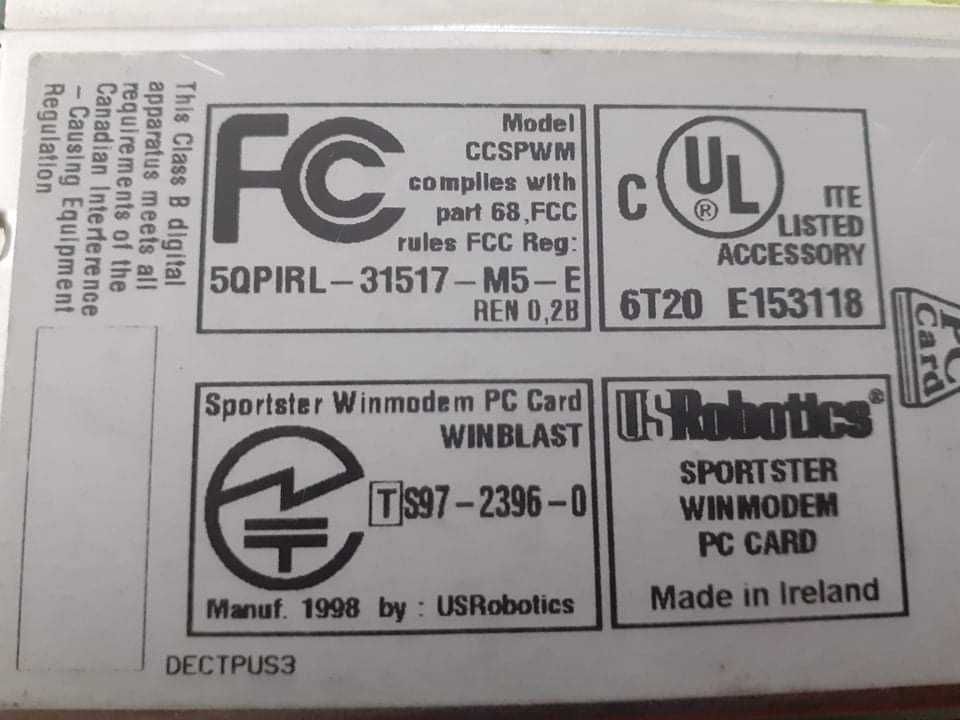 This Class B digital
apparatus meets all
requirements of the
Canadian Interference
- Causing Equipment
Regulation
FCC
Model
CCSPWM
complies with
part 68,FCC
rules FCC Reg:
5QPIRL-31517-M5-E
REN 0,2B
C UL ®
ITE
LISTED
ACCESSORY
6T20 E153118
PC
Card
Sportster Winmodem PC Card
WINBLAST
T S97-2396-0
Manuf. 1998 by : USRobotics
USRobotics®
SPORTSTER
WINMODEM
PC CARD
Made in Ireland
DECTPUS3